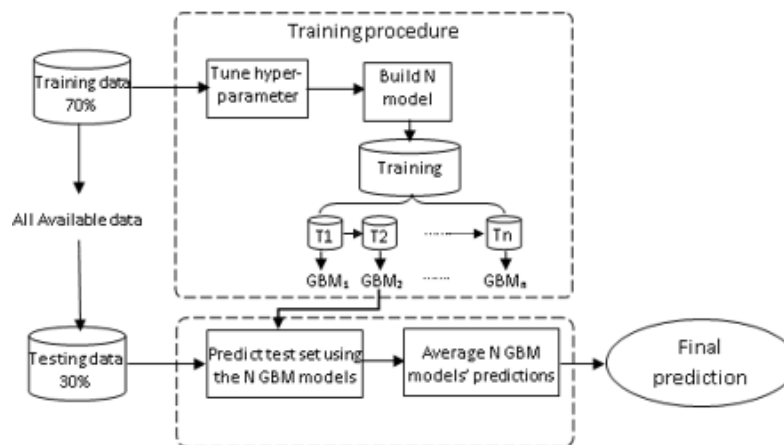 Training procedure
Training data
70%
Tune hyper-
parameter
Build N
model
Training
All Available data
T1
T2
......
Tn
GBM₁
GBM₂
......
GBMₙ
Testing data
30%
Predict test set using
the N GBM models
Average N GBM
models' predictions
Final
prediction